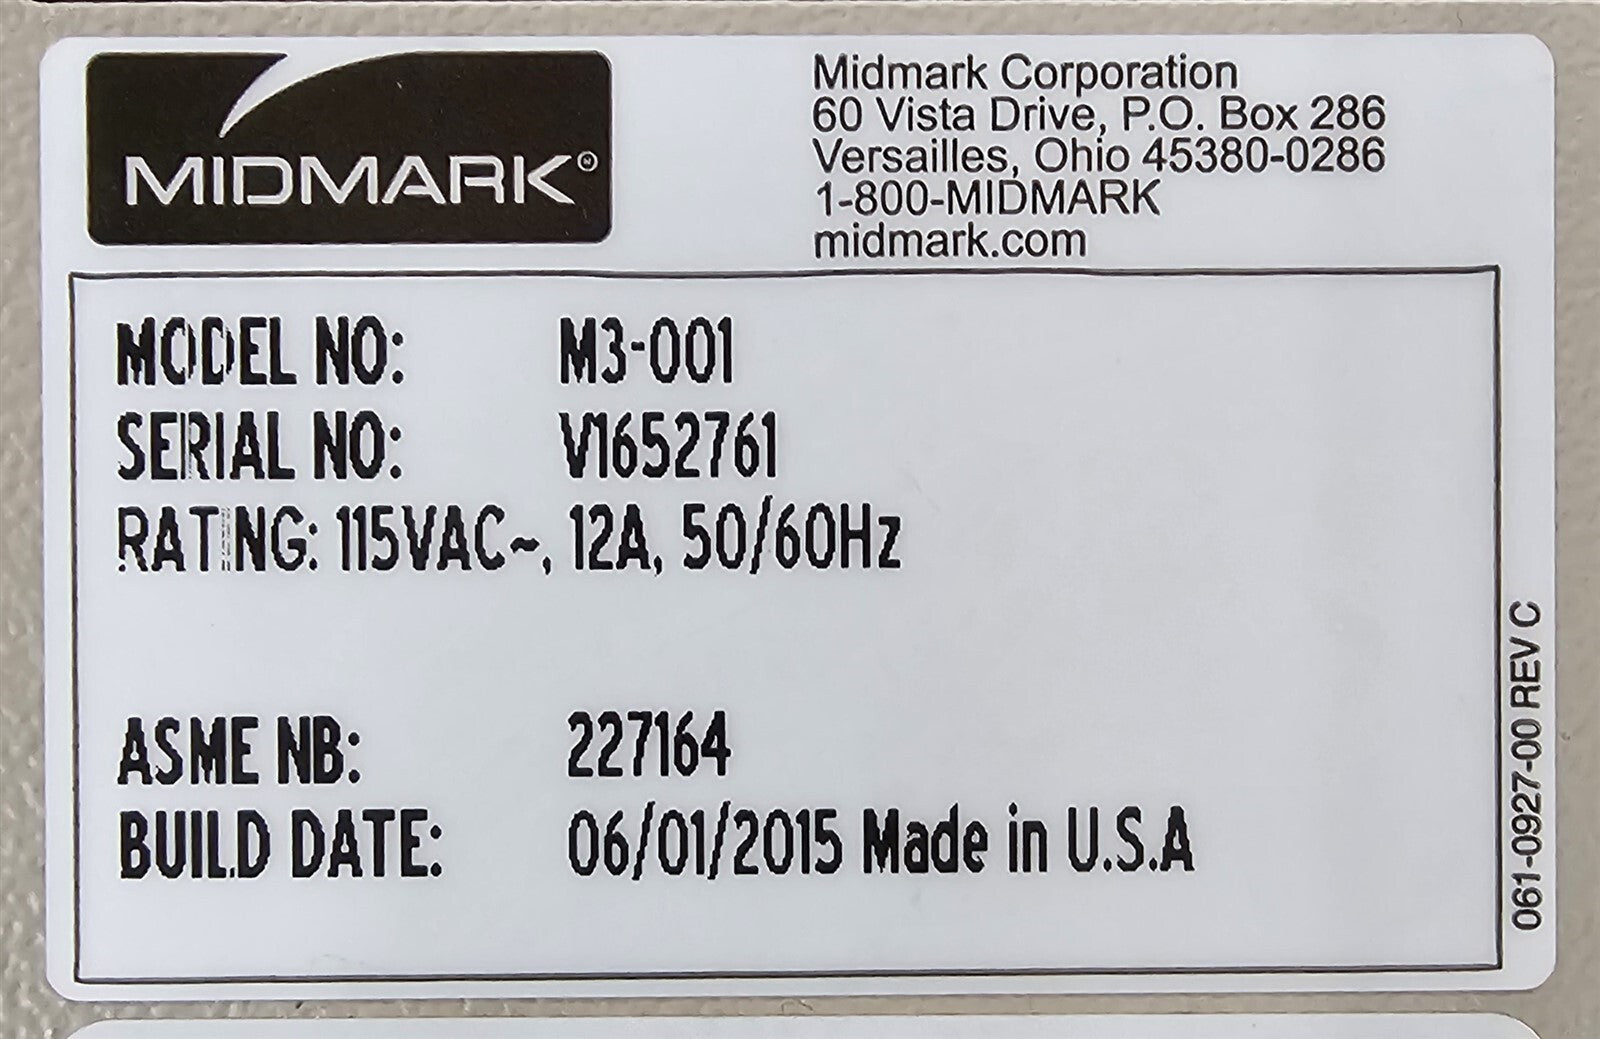 MIDMARK®
Midmark Corporation
60 Vista Drive, P.O. Box 286
Versailles, Ohio 45380-0286
1-800-MIDMARK
midmark.com
MODEL NO: M3-001
SERIAL NO: V1652761
RATING: 115VAC~, 12A, 50/60Hz
ASME NB: 227164
BUILD DATE: 06/01/2015 Made in U.S.A
061-0927-00 REV C